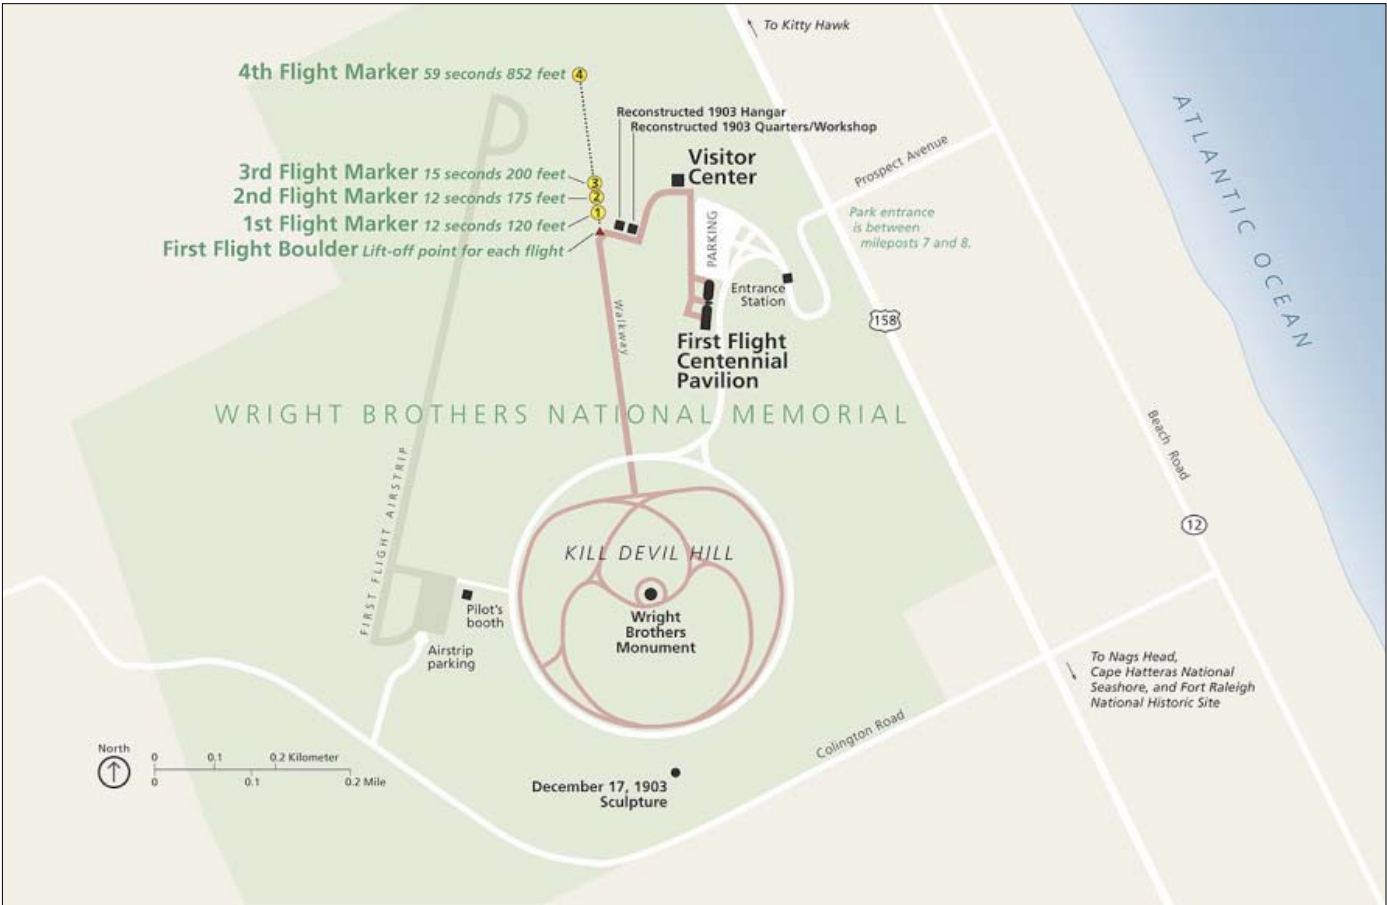 To Kitty Hawk
4th Flight Marker 59 seconds 852 feet
4
Reconstructed 1903 Hangar
Reconstructed 1903 Quarters/Workshop
Visitor
Center
Prospect Avenue
ATLANTIC OCEAN
3rd Flight Marker 15 seconds 200 feet
3
2nd Flight Marker 12 seconds 175 feet
2
1st Flight Marker 12 seconds 120 feet
1
First Flight Boulder Lift-off point for each flight
PARKING
Park entrance
is between
mileposts 7 and 8.
Entrance
Station
Walkway
158
First Flight
Centennial
Pavilion
WRIGHT BROTHERS NATIONAL MEMORIAL
Beach Road
FIRST FLIGHT AIRSTRIP
12
KILL DEVIL HILL
Pilot's
booth
Wright
Brothers
Monument
Airstrip
parking
To Nags Head,
Cape Hatteras National
Seashore, and Fort Raleigh
National Historic Site
Colington Road
North
0 0.1 0.2 Kilometer
0 0.1 0.2 Mile
December 17, 1903
Sculpture